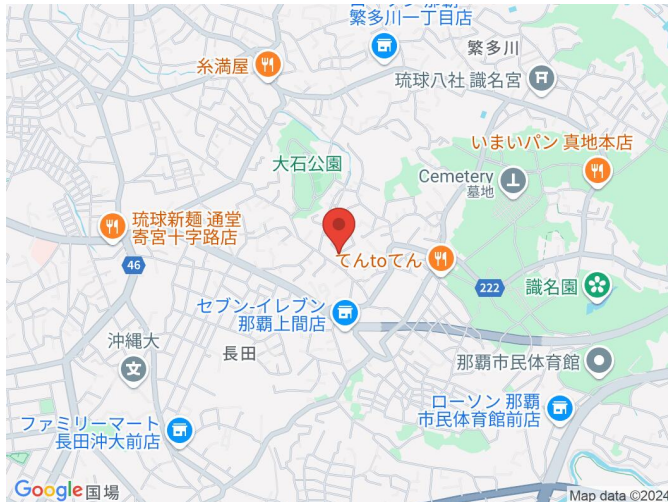 ローソン 那覇
繁多川一丁目店
繁多川
糸満屋
琉球八社 識名宮
いまいパン 真地本店
大石公園
Cemetery
墓地
琉球新麺 通堂
寄宮十字路店
46
てんtoてん
222
識名園
セブン-イレブン
那覇上間店
長田
沖縄大
那覇市民体育館
ローソン 那覇
市民体育館前店
ファミリーマート
長田沖大前店
Google
国場
Map data ©2024